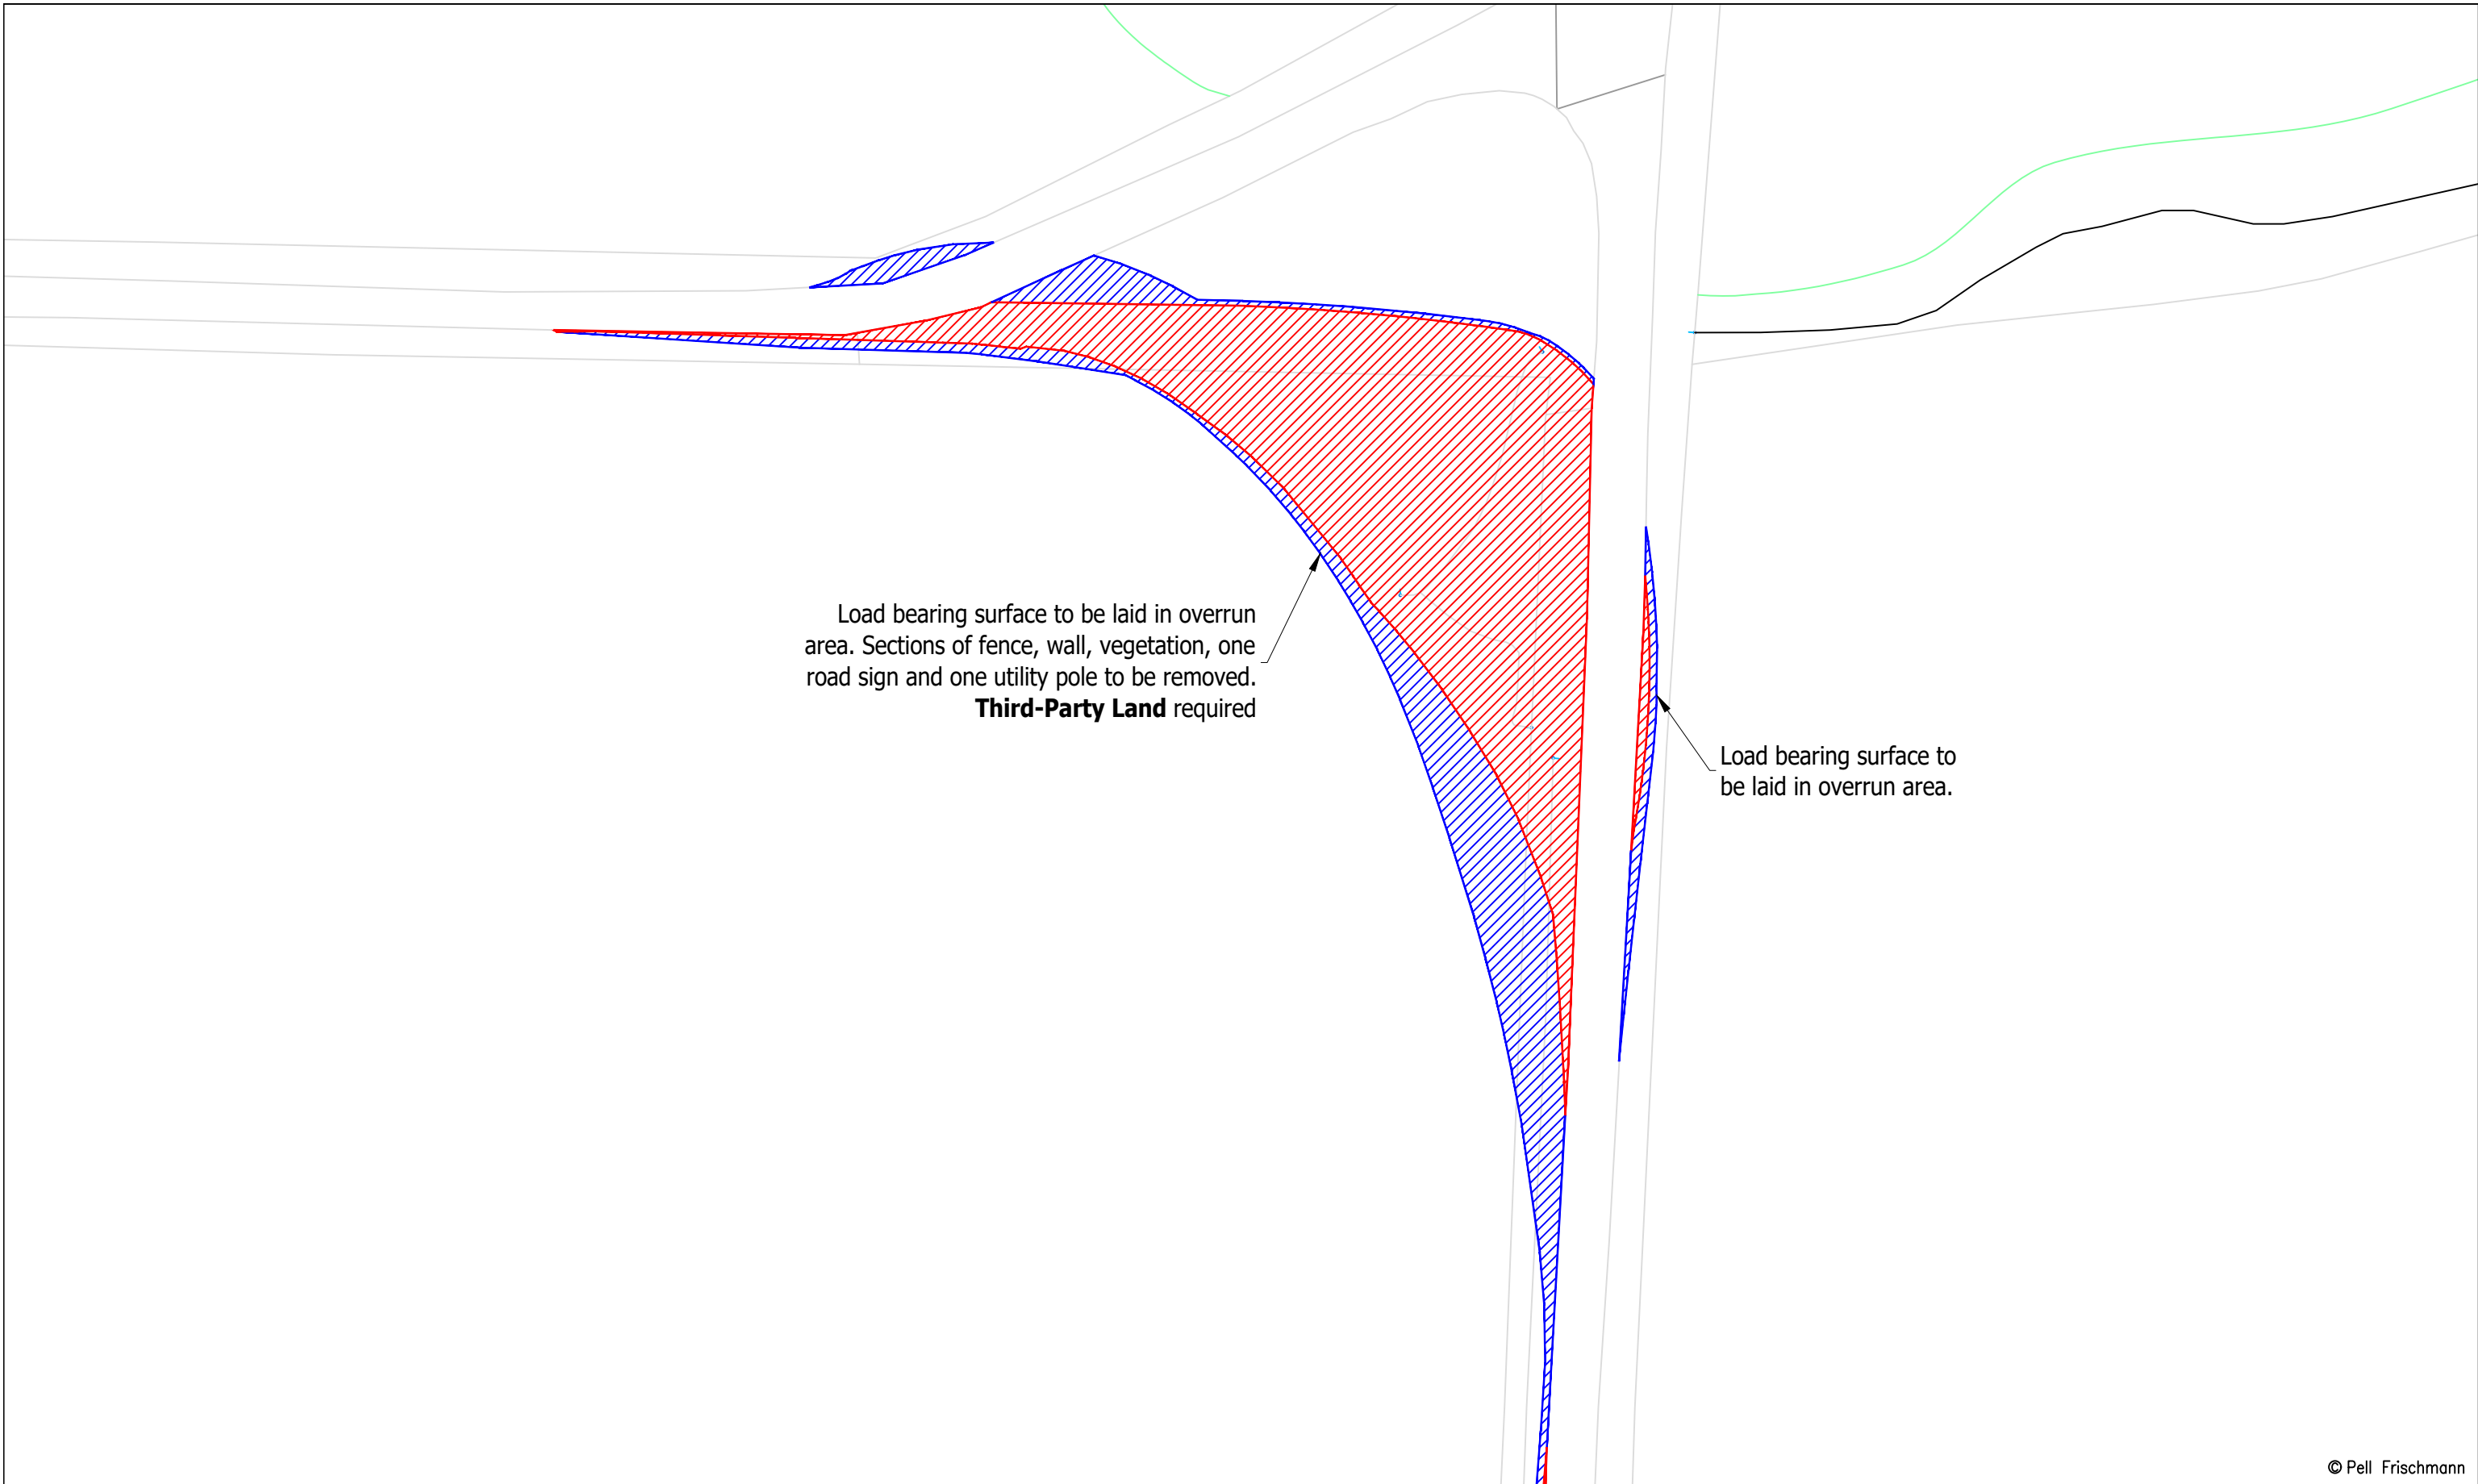 Load bearing surface to be laid in overrun
area. Sections of fence, wall, vegetation, one
road sign and one utility pole to be removed.
Third-Party Land required
Load bearing surface to
be laid in overrun area.
© Pell Frischmann